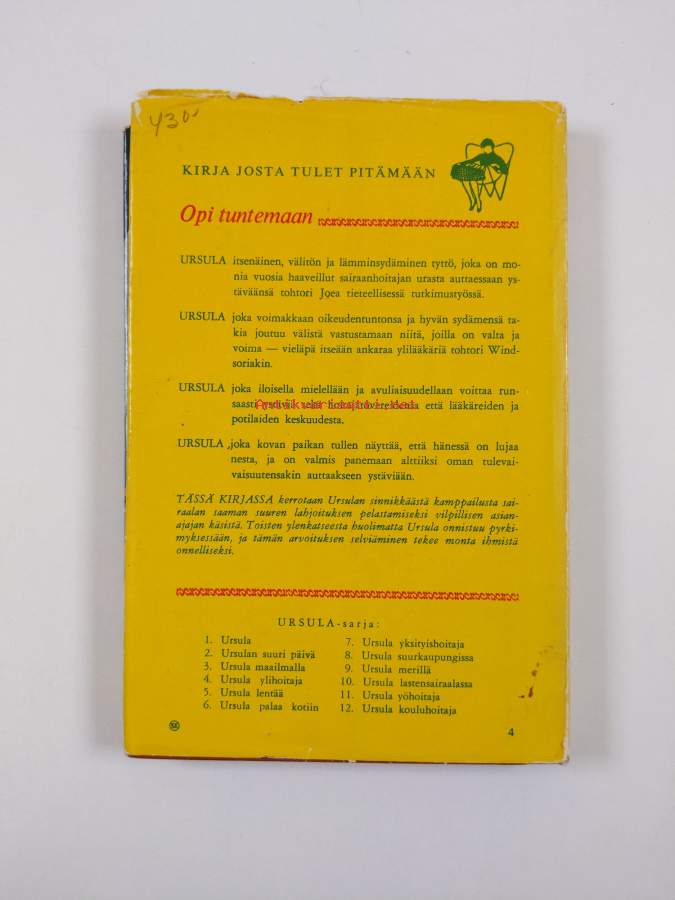 430
KIRJA JOSTA TULET PITÄMÄÄN
Opi tuntemaan
URSULA itsenäinen, välitön ja lämminsydäminen tyttö, joka on mo-
nia vuosia haaveillut sairaanhoitajan urasta auttaessaan ys-
täväänsä tohtori Joea tieteellisessä tutkimustyössä.
URSULA joka voimakkaan oikeudentuntonsa ja hyvän sydämensä ta-
kia joutuu välistä vastustamaan niitä, joilla on valta ja
voima — vieläpä itseään ankaraa ylilääkäriä tohtori Wind-
soriakin.
URSULA joka iloisella mielellään ja avuliaisuudellaan voittaa run-
saasti ystäviä sekä hoitajatovereidensa että lääkäreiden ja
potilaiden keskuudesta.
URSULA joka kovan paikan tullen näyttää, että hänessä on lujaa
nesta, ja on valmis panemaan alttiiksi oman tulevai-
vaisuutensakin auttaakseen ystäviään.
TÄSSÄ KIRJASSA kerrotaan Ursulan sinnikkäästä kamppailusta sai-
raalan saaman suuren lahjoituksen pelastamiseksi vilpillisen asian-
ajajan käsistä. Toisten ylenkatseesta huolimatta Ursula onnistuu pyrki-
myksessään, ja tämän arvoituksen selviäminen tekee monta ihmistä
onnelliseksi.
URSULA-sarja:
1. Ursula
2. Ursulan suuri päivä
3. Ursula maailmalla
4. Ursula ylihoitaja
5. Ursula lentää
6. Ursula palaa kotiin
7. Ursula yksityishoitaja
8. Ursula suurkaupungissa
9. Ursula merillä
10. Ursula lastensairaalassa
11. Ursula yöhoitaja
12. Ursula kouluhoitaja
4